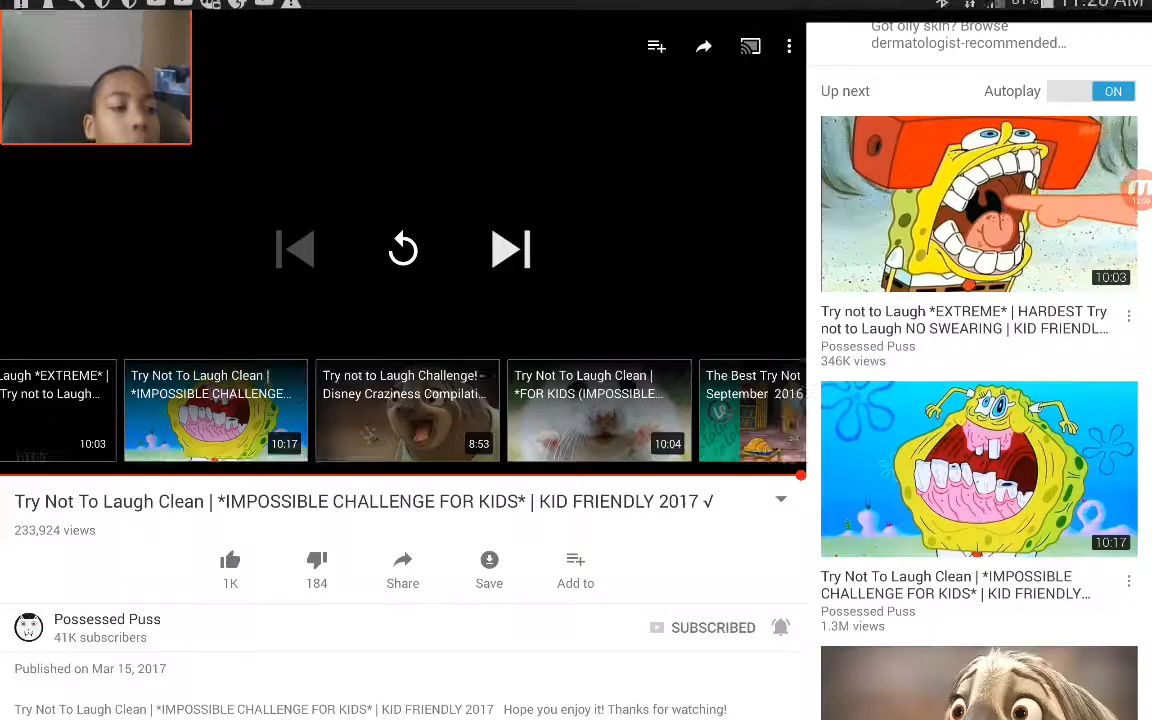 81%
11:20 AM
Got oily skin? Browse
dermatologist-recommended...
Up next
Autoplay
ON
12:09
10:03
Try not to Laugh *EXTREME* | HARDEST Try
not to Laugh NO SWEARING | KID FRIENDL...
Possessed Puss
346K views
augh *EXTREME* |
Try not to Laugh...
10:03
Try Not To Laugh Clean |
*IMPOSSIBLE CHALLENGE...
10:17
Try not to Laugh Challenge!
Disney Craziness Compilati...
8:53
Try Not To Laugh Clean |
*FOR KIDS (IMPOSSIBLE...
10:04
The Best Try Not
September 2016
10:17
Try Not To Laugh Clean | *IMPOSSIBLE
CHALLENGE FOR KIDS* | KID FRIENDLY...
Possessed Puss
1.3M views
Try Not To Laugh Clean | *IMPOSSIBLE CHALLENGE FOR KIDS* | KID FRIENDLY 2017 √
233,924 views
1K
184
Share
Save
Add to
Possessed Puss
41K subscribers
SUBSCRIBED
Published on Mar 15, 2017
Try Not To Laugh Clean | *IMPOSSIBLE CHALLENGE FOR KIDS* | KID FRIENDLY 2017 Hope you enjoy it! Thanks for watching!